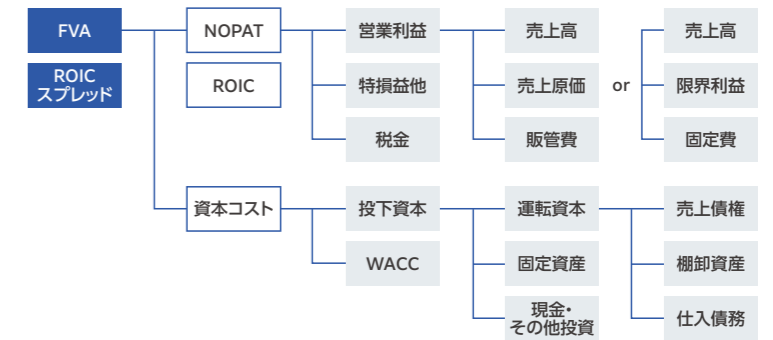 FVA
NOPAT
営業利益
売上高
売上高
ROIC
スプレッド
ROIC
特損益他
売上原価
or
限界利益
税金
販管費
固定費
資本コスト
投下資本
運転資本
売上債権
WACC
固定資産
棚卸資産
現金・
その他投資
仕入債務